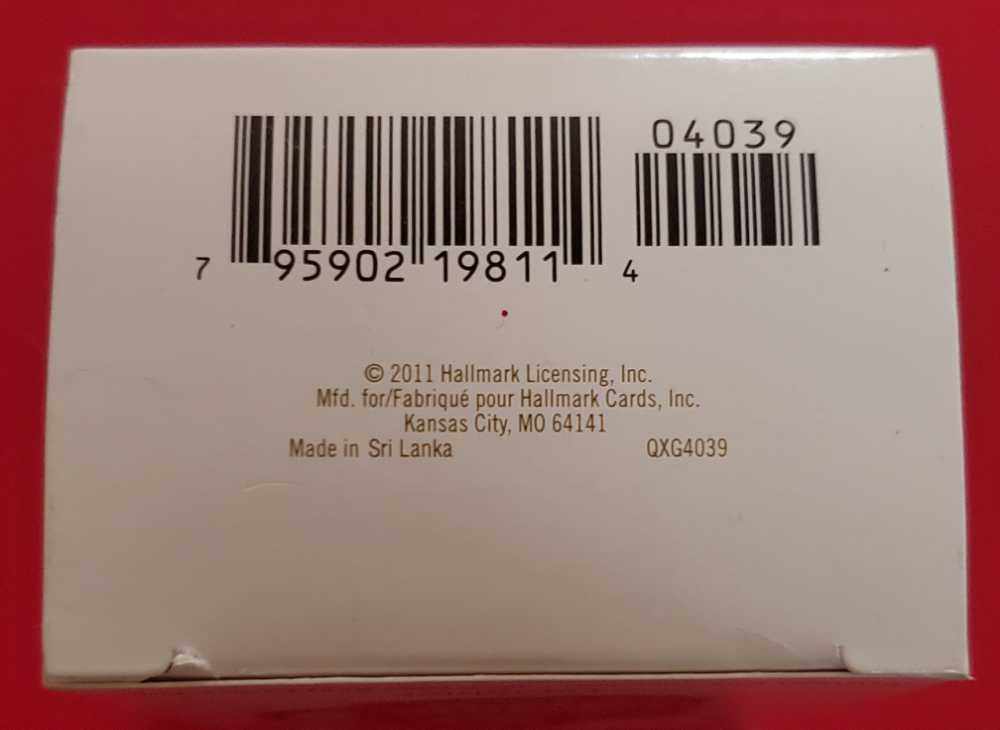 04039
7 95902 19811 4
© 2011 Hallmark Licensing, Inc.
Mfd. for/Fabriqué pour Hallmark Cards, Inc.
Kansas City, MO 64141
Made in Sri Lanka QXG4039